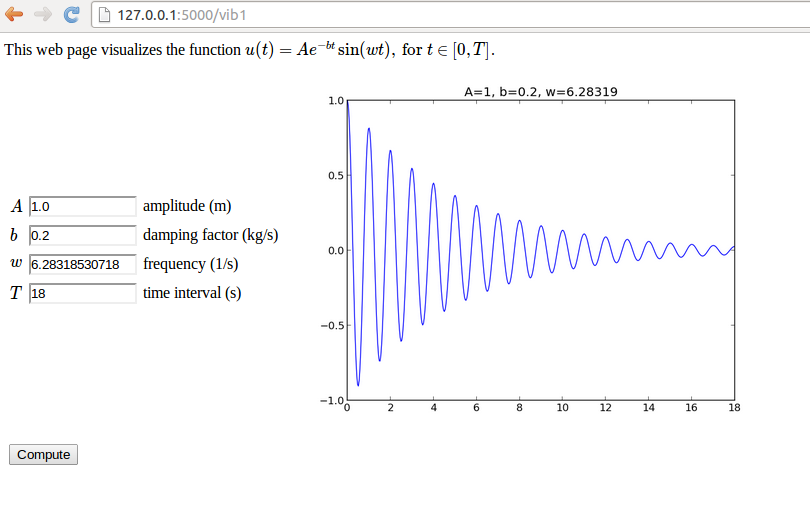 127.0.0.1:5000/vib1
This web page visualizes the function u(t) = Ae^{-bt} sin(wt), for t ∈ [0, T].
A=1, b=0.2, w=6.28319
1.0
0.5
0.0
−0.5
−1.0
0 2 4 6 8 10 12 14 16 18
A 1.0 amplitude (m)
b 0.2 damping factor (kg/s)
w 6.28318530718 frequency (1/s)
T 18 time interval (s)
Compute